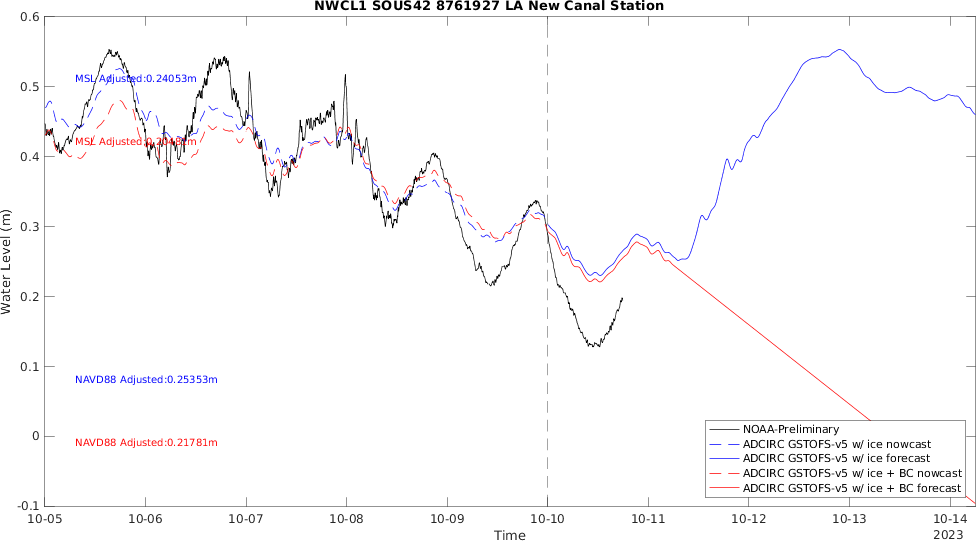 NWCL1 SOUS42 8761927 LA New Canal Station
Water Level (m)
0.6
0.5
0.4
0.3
0.2
0.1
0
-0.1
MSL Adjusted:0.24053m
MSL Adjusted:
NAVD88 Adjusted:0.25353m
NAVD88 Adjusted:0.21781m
NOAA-Preliminary
ADCIRC GSTOFS-v5 w/ ice nowcast
ADCIRC GSTOFS-v5 w/ ice forecast
ADCIRC GSTOFS-v5 w/ ice + BC nowcast
ADCIRC GSTOFS-v5 w/ ice + BC forecast
10-05 10-06 10-07 10-08 10-09 10-10 10-11 10-12 10-13 10-14
Time
2023